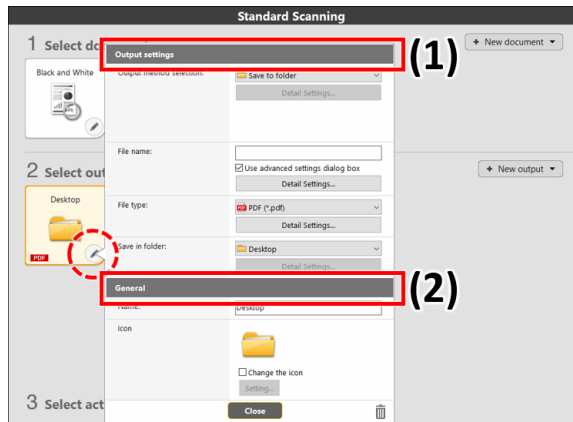 Standard Scanning
1 Select do
+ New document
Output settings
(1)
Black and White
Output method selection:
Save to folder
Detail Settings...
File name:
Use advanced settings dialog box
Detail Settings...
2 Select out
+ New output
Desktop
PDF
File type:
PDF (*.pdf)
Detail Settings...
Save in folder:
Desktop
Detail Settings...
General
(2)
Name:
Desktop
Icon
Change the icon
Setting...
3 Select act
Close